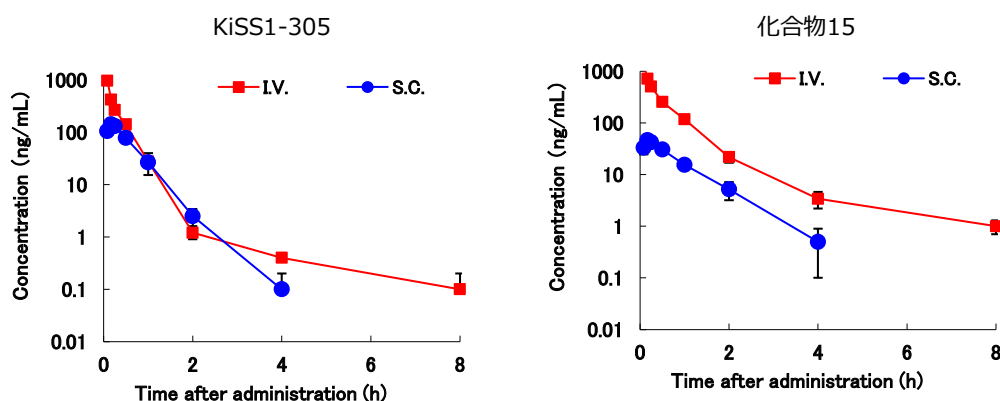 KiSS1-305
I.V.
S.C.
Concentration (ng/mL)
1000
100
10
1
0.1
0.01
0
2
4
6
8
Time after administration (h)
化合物15
I.V.
S.C.
Concentration (ng/mL)
1000
100
10
1
0.1
0.01
0
2
4
6
8
Time after administration (h)